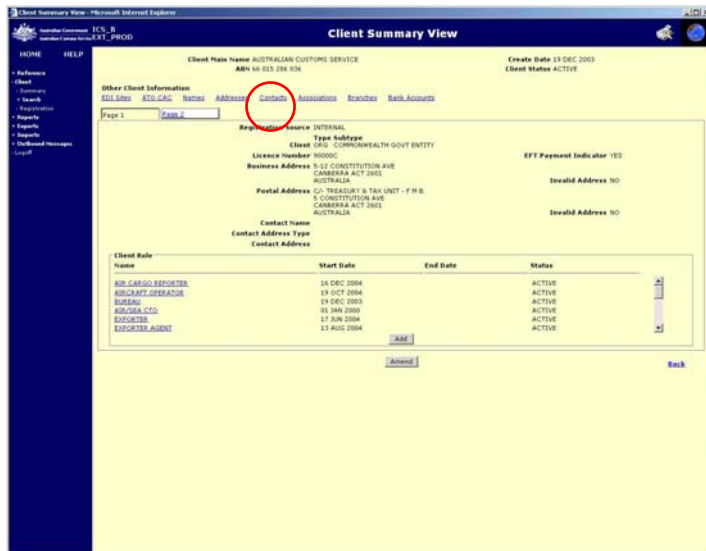 Client Summary View - Microsoft Internet Explorer
Australian Government ICS_B
EXT_PROD
Client Summary View
HOME HELP
Reference
Client
Summary
Search
Registration
Reports
Exports
Imports
Outbound Messages
Logoff
Client Main Name AUSTRALIAN CUSTOMS SERVICE
ABN 66 015 286 036
Create Date 19 DEC 2003
Client Status ACTIVE
Other Client Information
EDI Sites ATO CAC Names Addresses Contacts Associations Branches Bank Accounts
Page 1 Page 2
Registration Source INTERNAL
Type Subtype
Client ORG COMMONWEALTH GOVT ENTITY
Licence Number 90000C EFT Payment Indicator YES
Business Address 5-12 CONSTITUTION AVE
CANBERRA ACT 2601
AUSTRALIA Invalid Address NO
Postal Address C/- TREASURY & TAX UNIT - F M B
5 CONSTITUTION AVE
CANBERRA ACT 2601
AUSTRALIA Invalid Address NO
Contact Name
Contact Address Type
Contact Address
Client Role
Name Start Date End Date Status
AIR CARGO REPORTER 16 DEC 2004 ACTIVE
AIRCRAFT OPERATOR 19 OCT 2004 ACTIVE
BUREAU 19 DEC 2003 ACTIVE
AIR/SEA CTO 01 JAN 2000 ACTIVE
EXPORTER 17 JUN 2004 ACTIVE
EXPORTER AGENT 13 AUG 2004 ACTIVE
Add
Amend
Back